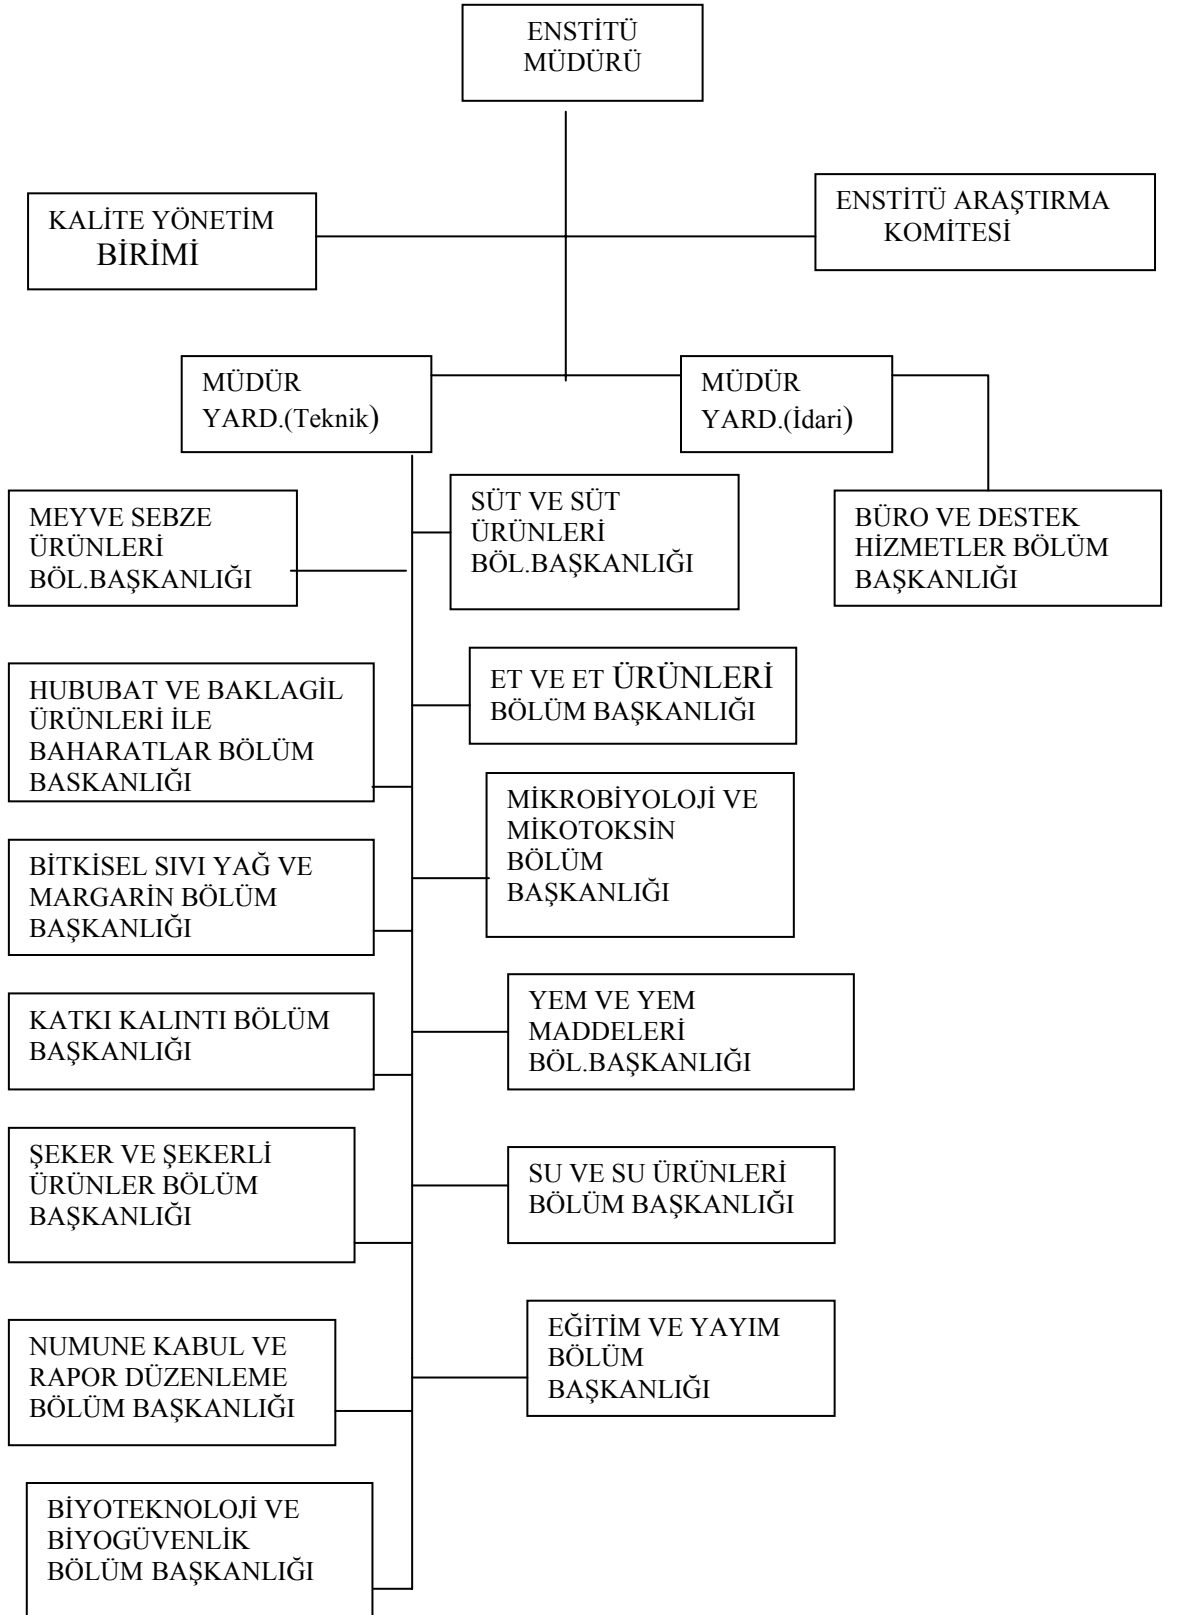 ENSTİTÜ
MÜDÜRÜ
KALİTE YÖNETİM
BİRİMİ
ENSTİTÜ ARAŞTIRMA
KOMİTESİ
MÜDÜR
YARD.(Teknik)
MÜDÜR
YARD.(İdari)
MEYVE SEBZE
ÜRÜNLERİ
BÖL.BAŞKANLIĞI
SÜT VE SÜT
ÜRÜNLERİ
BÖL.BAŞKANLIĞI
BÜRO VE DESTEK
HİZMETLER BÖLÜM
BAŞKANLIĞI
HUBUBAT VE BAKLAGİL
ÜRÜNLERİ İLE
BAHARATLAR BÖLÜM
BASKANLIĞI
ET VE ET ÜRÜNLERİ
BÖLÜM BAŞKANLIĞI
MİKROBİYOLOJİ VE
MİKOTOKSİN
BÖLÜM
BAŞKANLIĞI
BİTKİSEL SIVI YAĞ VE
MARGARİN BÖLÜM
BAŞKANLIĞI
KATKI KALINTI BÖLÜM
BAŞKANLIĞI
YEM VE YEM
MADDELERİ
BÖL.BAŞKANLIĞI
ŞEKER VE ŞEKERLİ
ÜRÜNLER BÖLÜM
BAŞKANLIĞI
SU VE SU ÜRÜNLERİ
BÖLÜM BAŞKANLIĞI
NUMUNE KABUL VE
RAPOR DÜZENLEME
BÖLÜM BAŞKANLIĞI
EĞİTİM VE YAYIM
BÖLÜM
BAŞKANLIĞI
BİYOTEKNOLOJİ VE
BİYOGÜVENLİK
BÖLÜM BAŞKANLIĞI